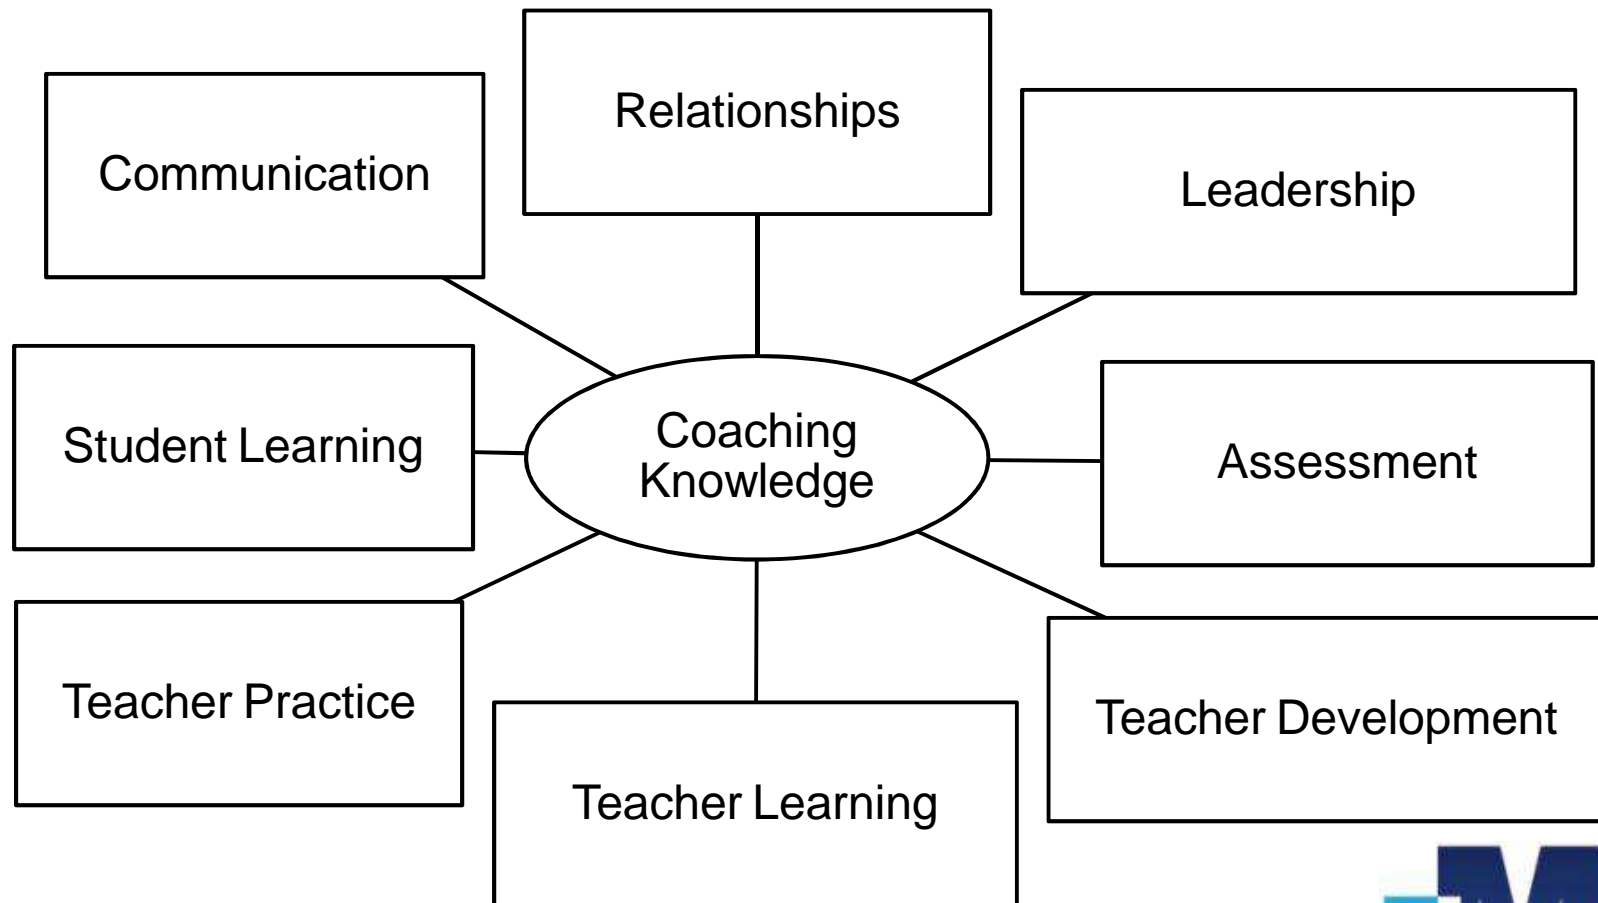 Relationships
Communication
Leadership
Student Learning
Coaching
Knowledge
Assessment
Teacher Practice
Teacher Development
Teacher Learning